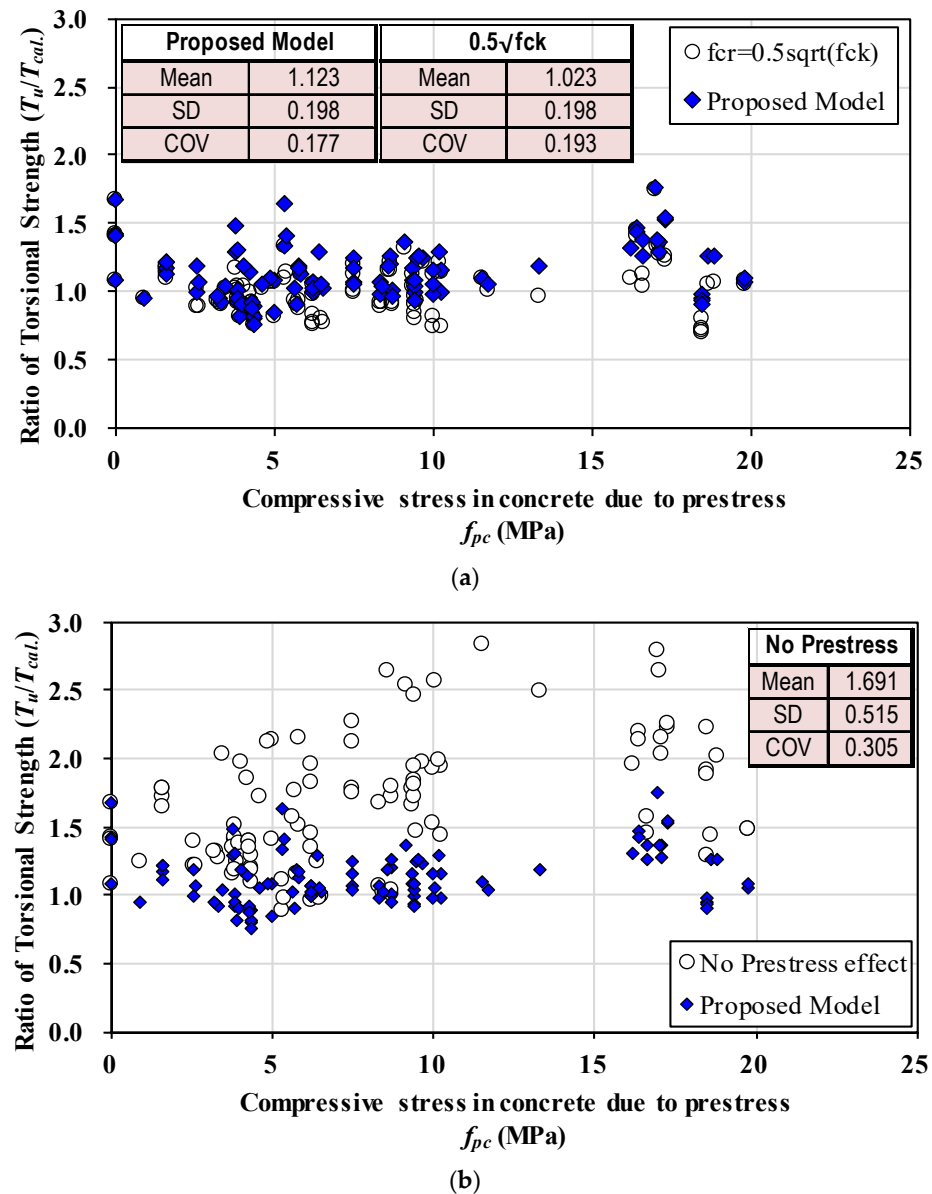 3.0
2.5
2.0
1.5
1.0
0.5
0.0
Ratio of Torsional Strength (Tu/Tcal.)
Proposed Model
Mean 1.123
SD 0.198
COV 0.177
0.5√fck
Mean 1.023
SD 0.198
COV 0.193
fcr=0.5sqrt(fck)
Proposed Model
0 5 10 15 20 25
Compressive stress in concrete due to prestress
fpc (MPa)
(a)
3.0
2.5
2.0
1.5
1.0
0.5
0.0
Ratio of Torsional Strength (Tu/Tcal.)
No Prestress
Mean 1.691
SD 0.515
COV 0.305
No Prestress effect
Proposed Model
0 5 10 15 20 25
Compressive stress in concrete due to prestress
fpc (MPa)
(b)